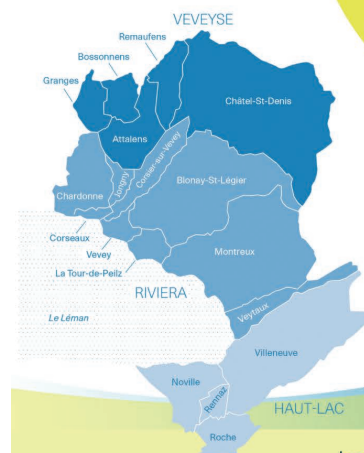 VEVEYSE
Remaufens
Bossonnens
Granges
Châtel-St-Denis
Attalens
Corsier-sur-Vevey
Jongny
Chardonne
Blonay-St-Légier
Corseaux
Vevey
Montreux
La Tour-de-Peilz
RIVIERA
Le Léman
Veytaux
Villeneuve
Noville
Rennaz
HAUT-LAC
Roche